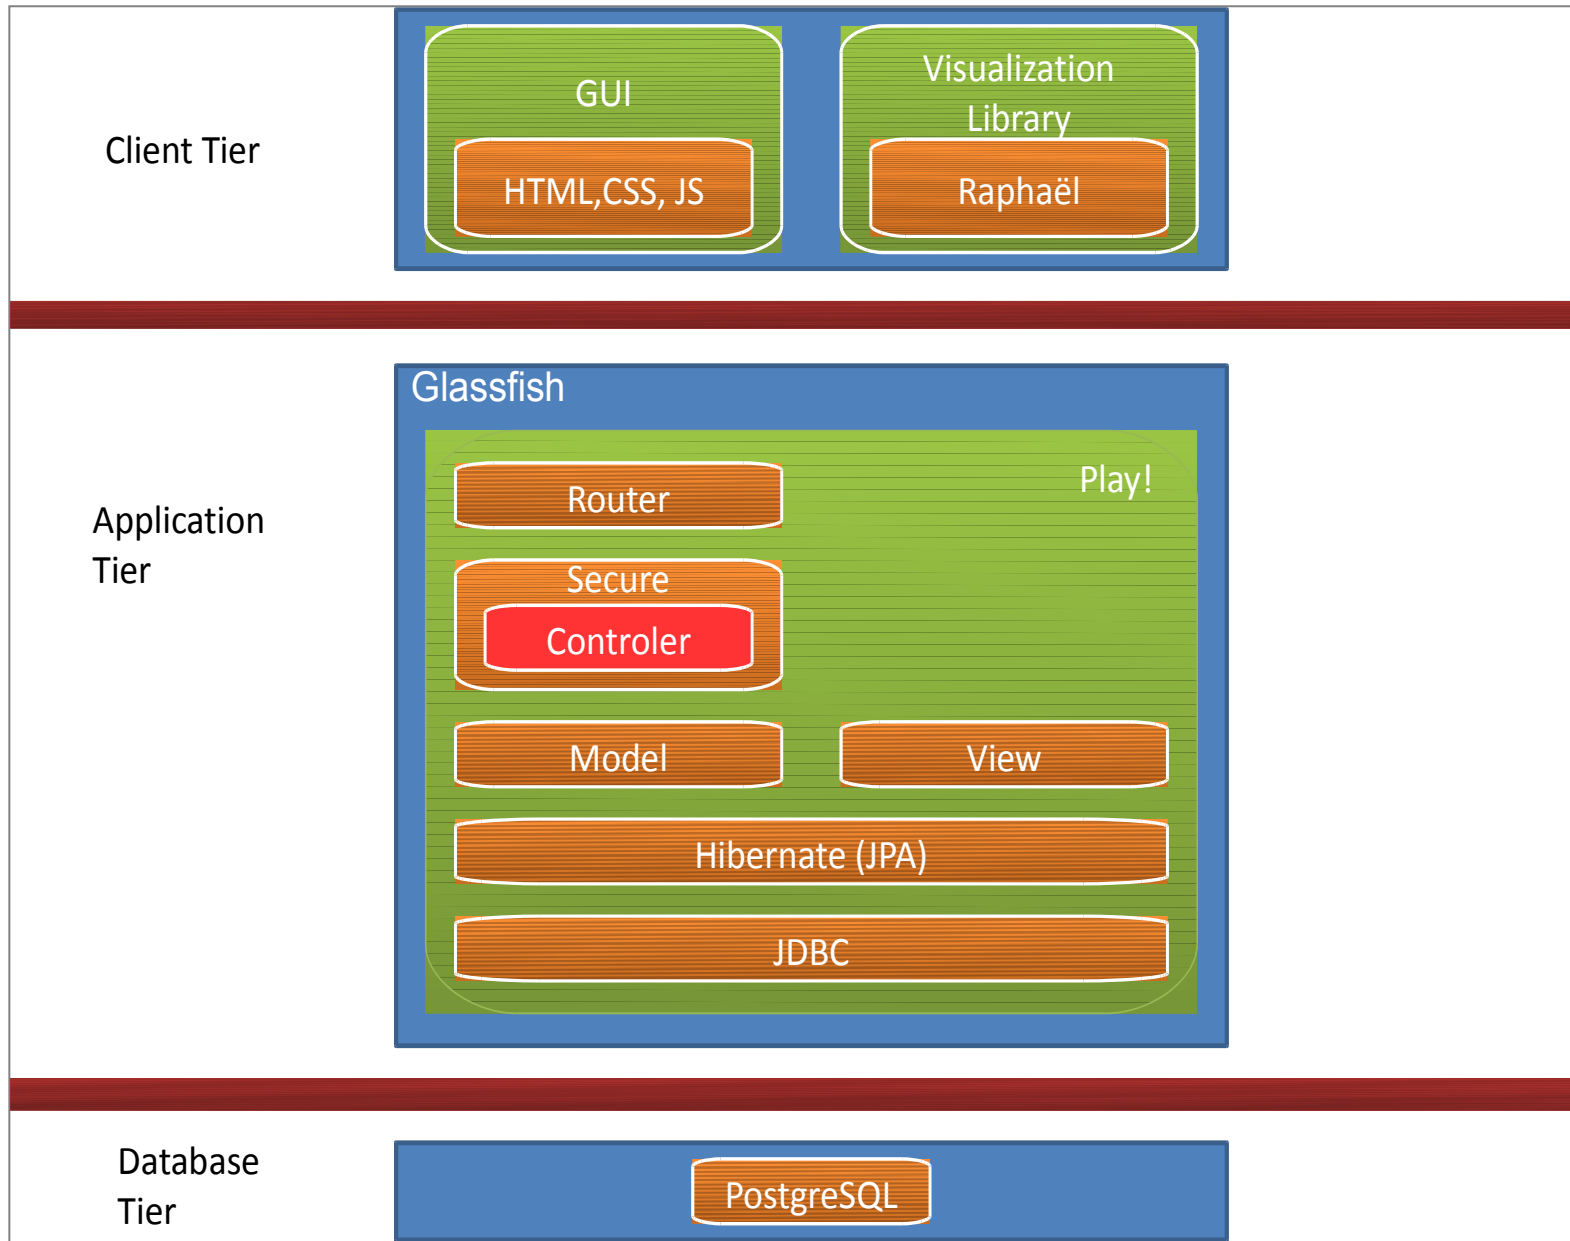 Client Tier
GUI
HTML,CSS, JS
Visualization
Library
Raphaël
Application
Tier
Glassfish
Play!
Router
Secure
Controler
Model
View
Hibernate (JPA)
JDBC
Database
Tier
PostgreSQL